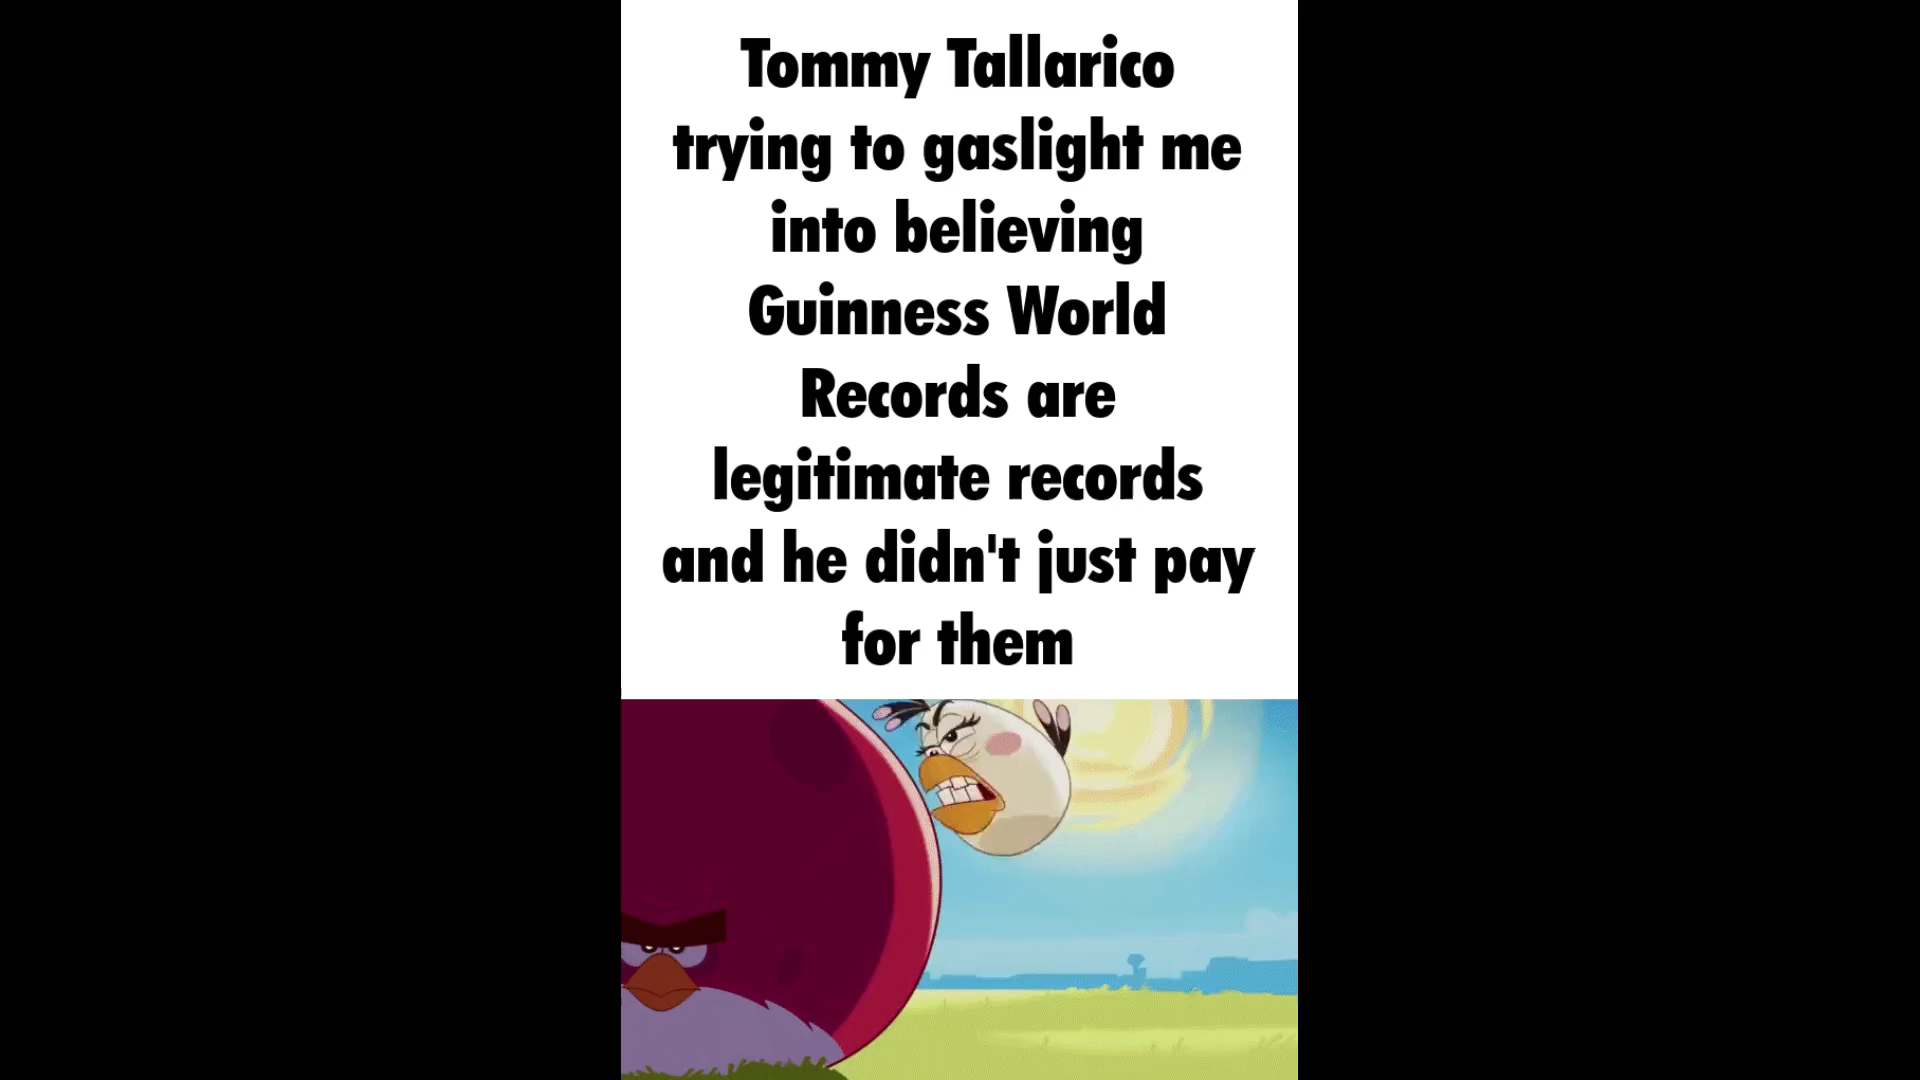 Tommy Tallarico
trying to gaslight me
into believing
Guinness World
Records are
legitimate records
and he didn't just pay
for them